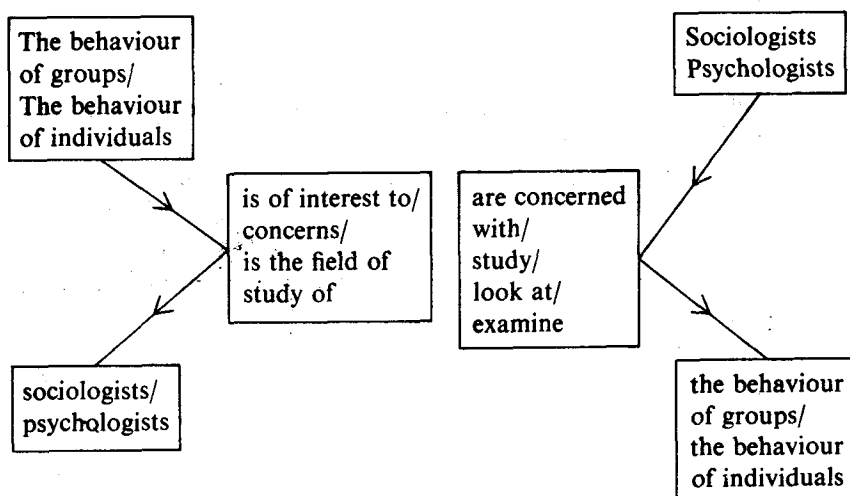 The behaviour
of groups/
The behaviour
of individuals
is of interest to/
concerns/
is the field of
study of
sociologists/
psychologists
Sociologists
Psychologists
are concerned
with/
study/
look at/
examine
the behaviour
of groups/
the behaviour
of individuals